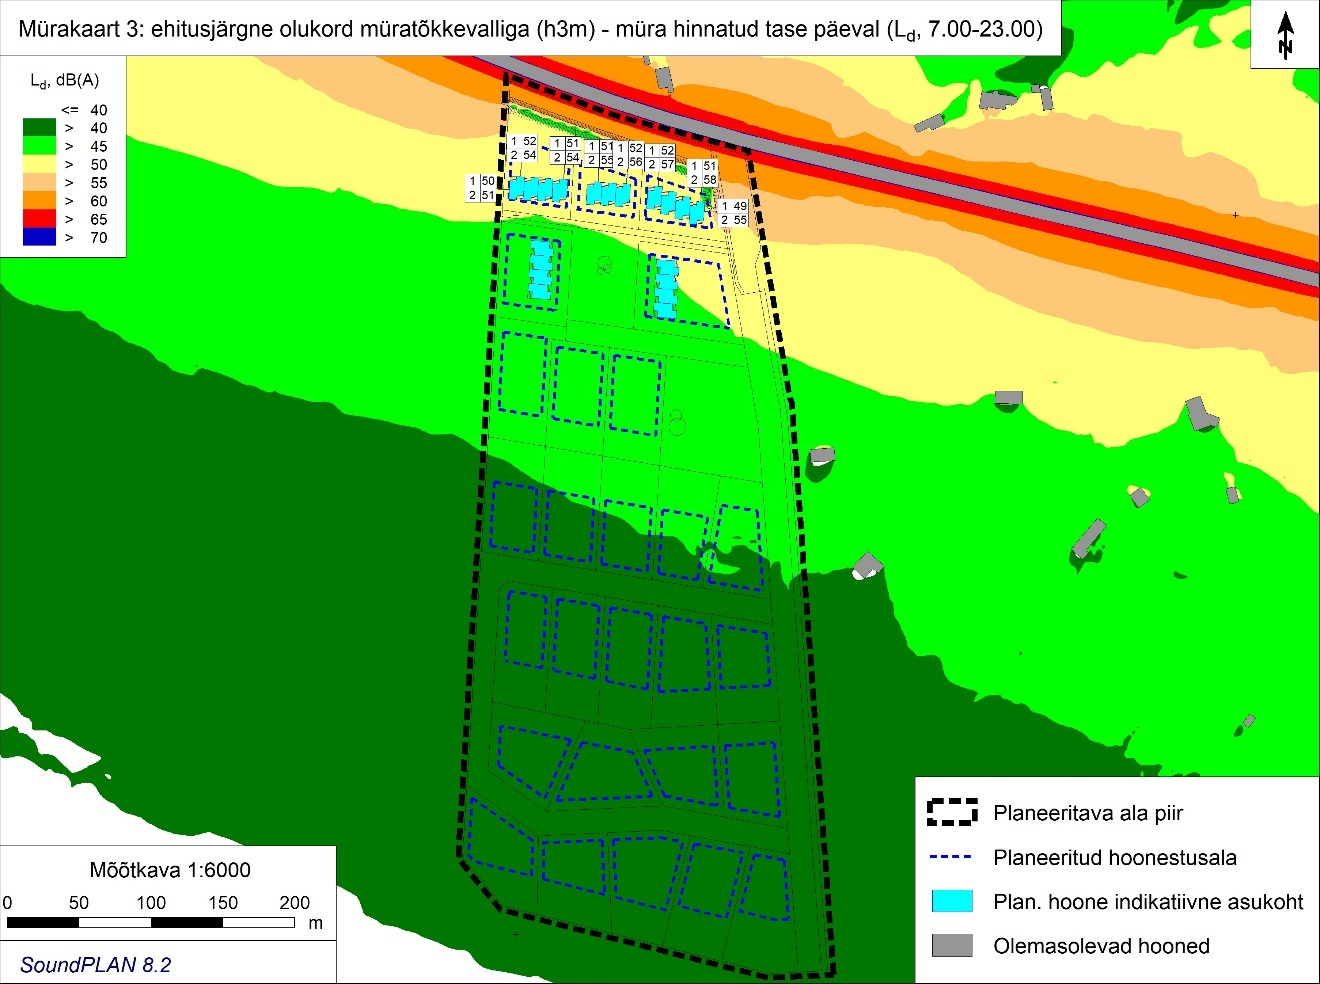 Mürakaart 3: ehitusjärgne olukord müratõkkevalliga (h3m) - müra hinnatud tase päeval (Ld, 7.00-23.00)
N
Ld, dB(A)
<= 40
> 40
> 45
> 50
> 55
> 60
> 65
> 70
1 52
2 54
1 51
2 54
1 51
2 55
1 52
2 56
1 52
2 57
1 51
2 58
1 50
2 51
1 49
2 55
Planeeritava ala piir
Planeeritud hoonestusala
Plan. hoone indikatiivne asukoht
Olemasolevad hooned
Mõõtkava 1:6000
0 50 100 150 200
m
SoundPLAN 8.2